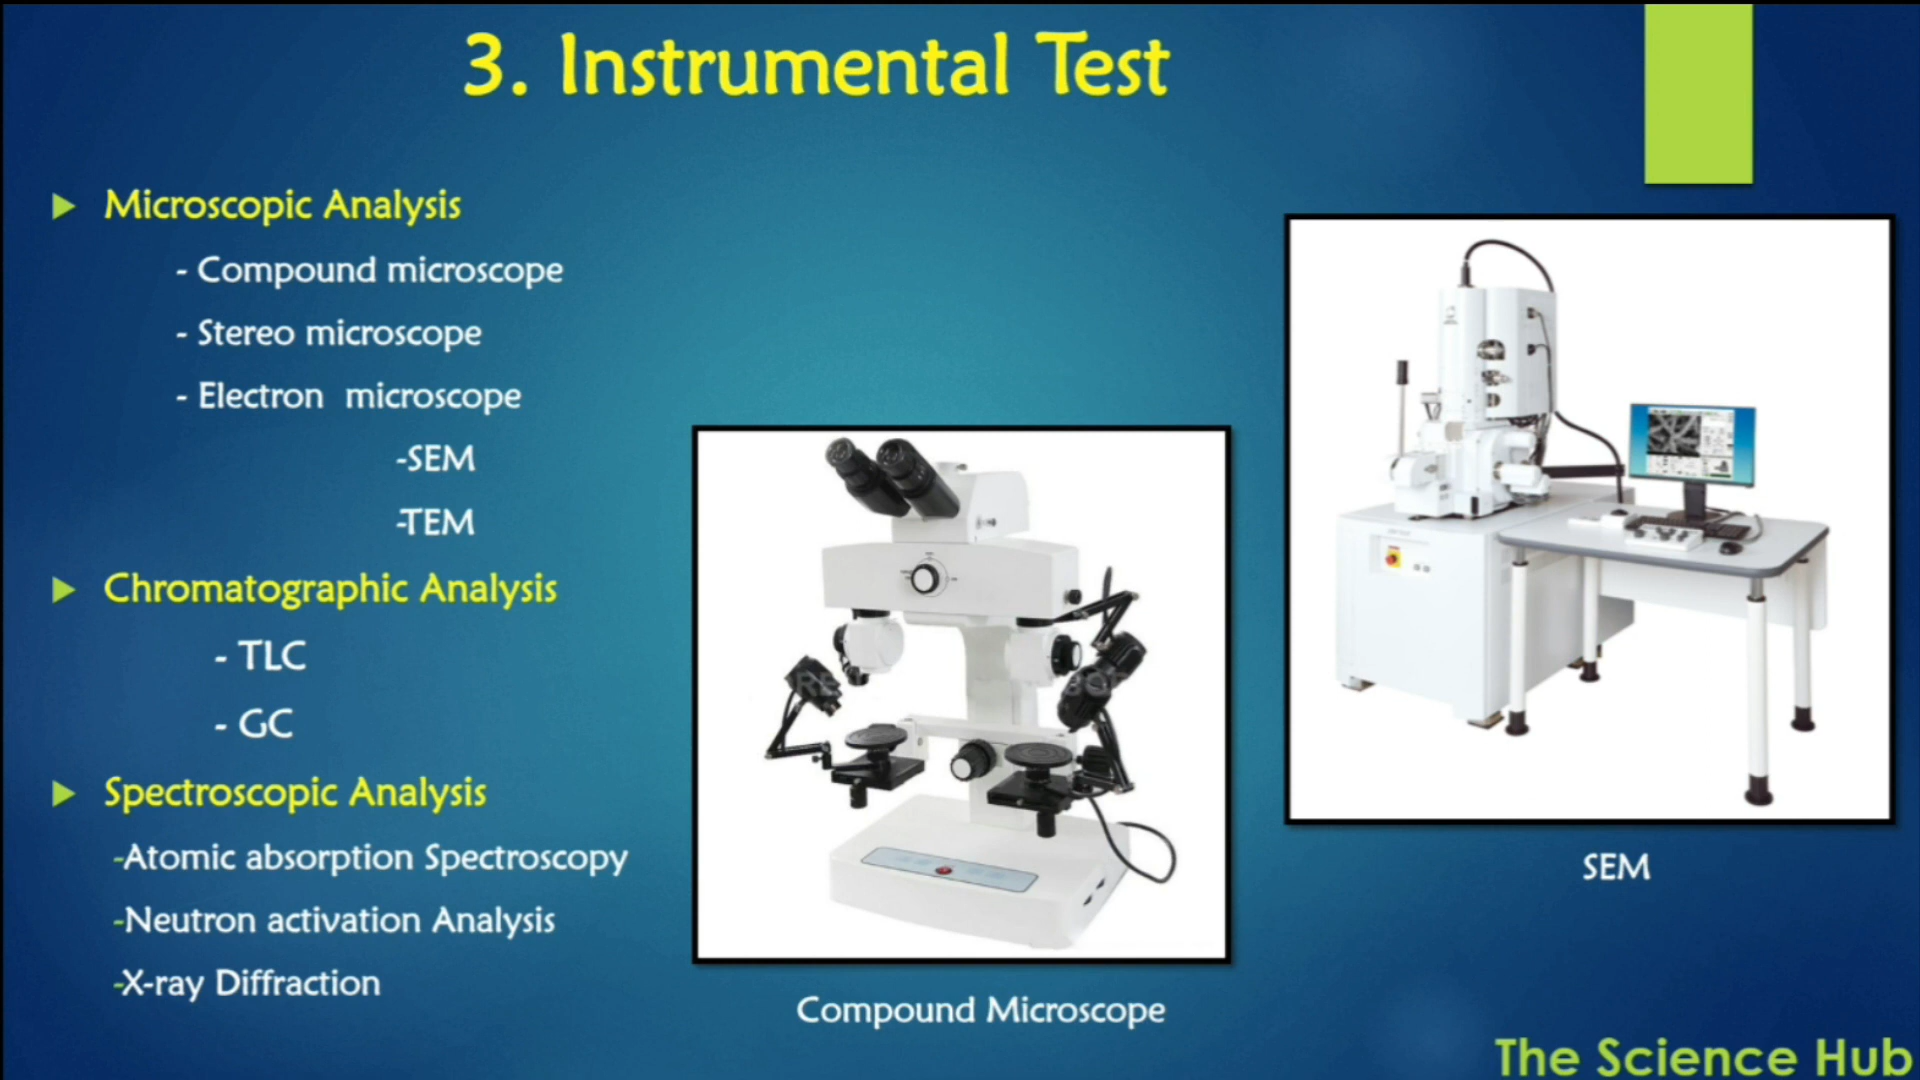 3. Instrumental Test
Microscopic Analysis
- Compound microscope
- Stereo microscope
- Electron microscope
-SEM
-TEM
Chromatographic Analysis
- TLC
- GC
Spectroscopic Analysis
-Atomic absorption Spectroscopy
-Neutron activation Analysis
-X-ray Diffraction
Compound Microscope
SEM
The Science Hub